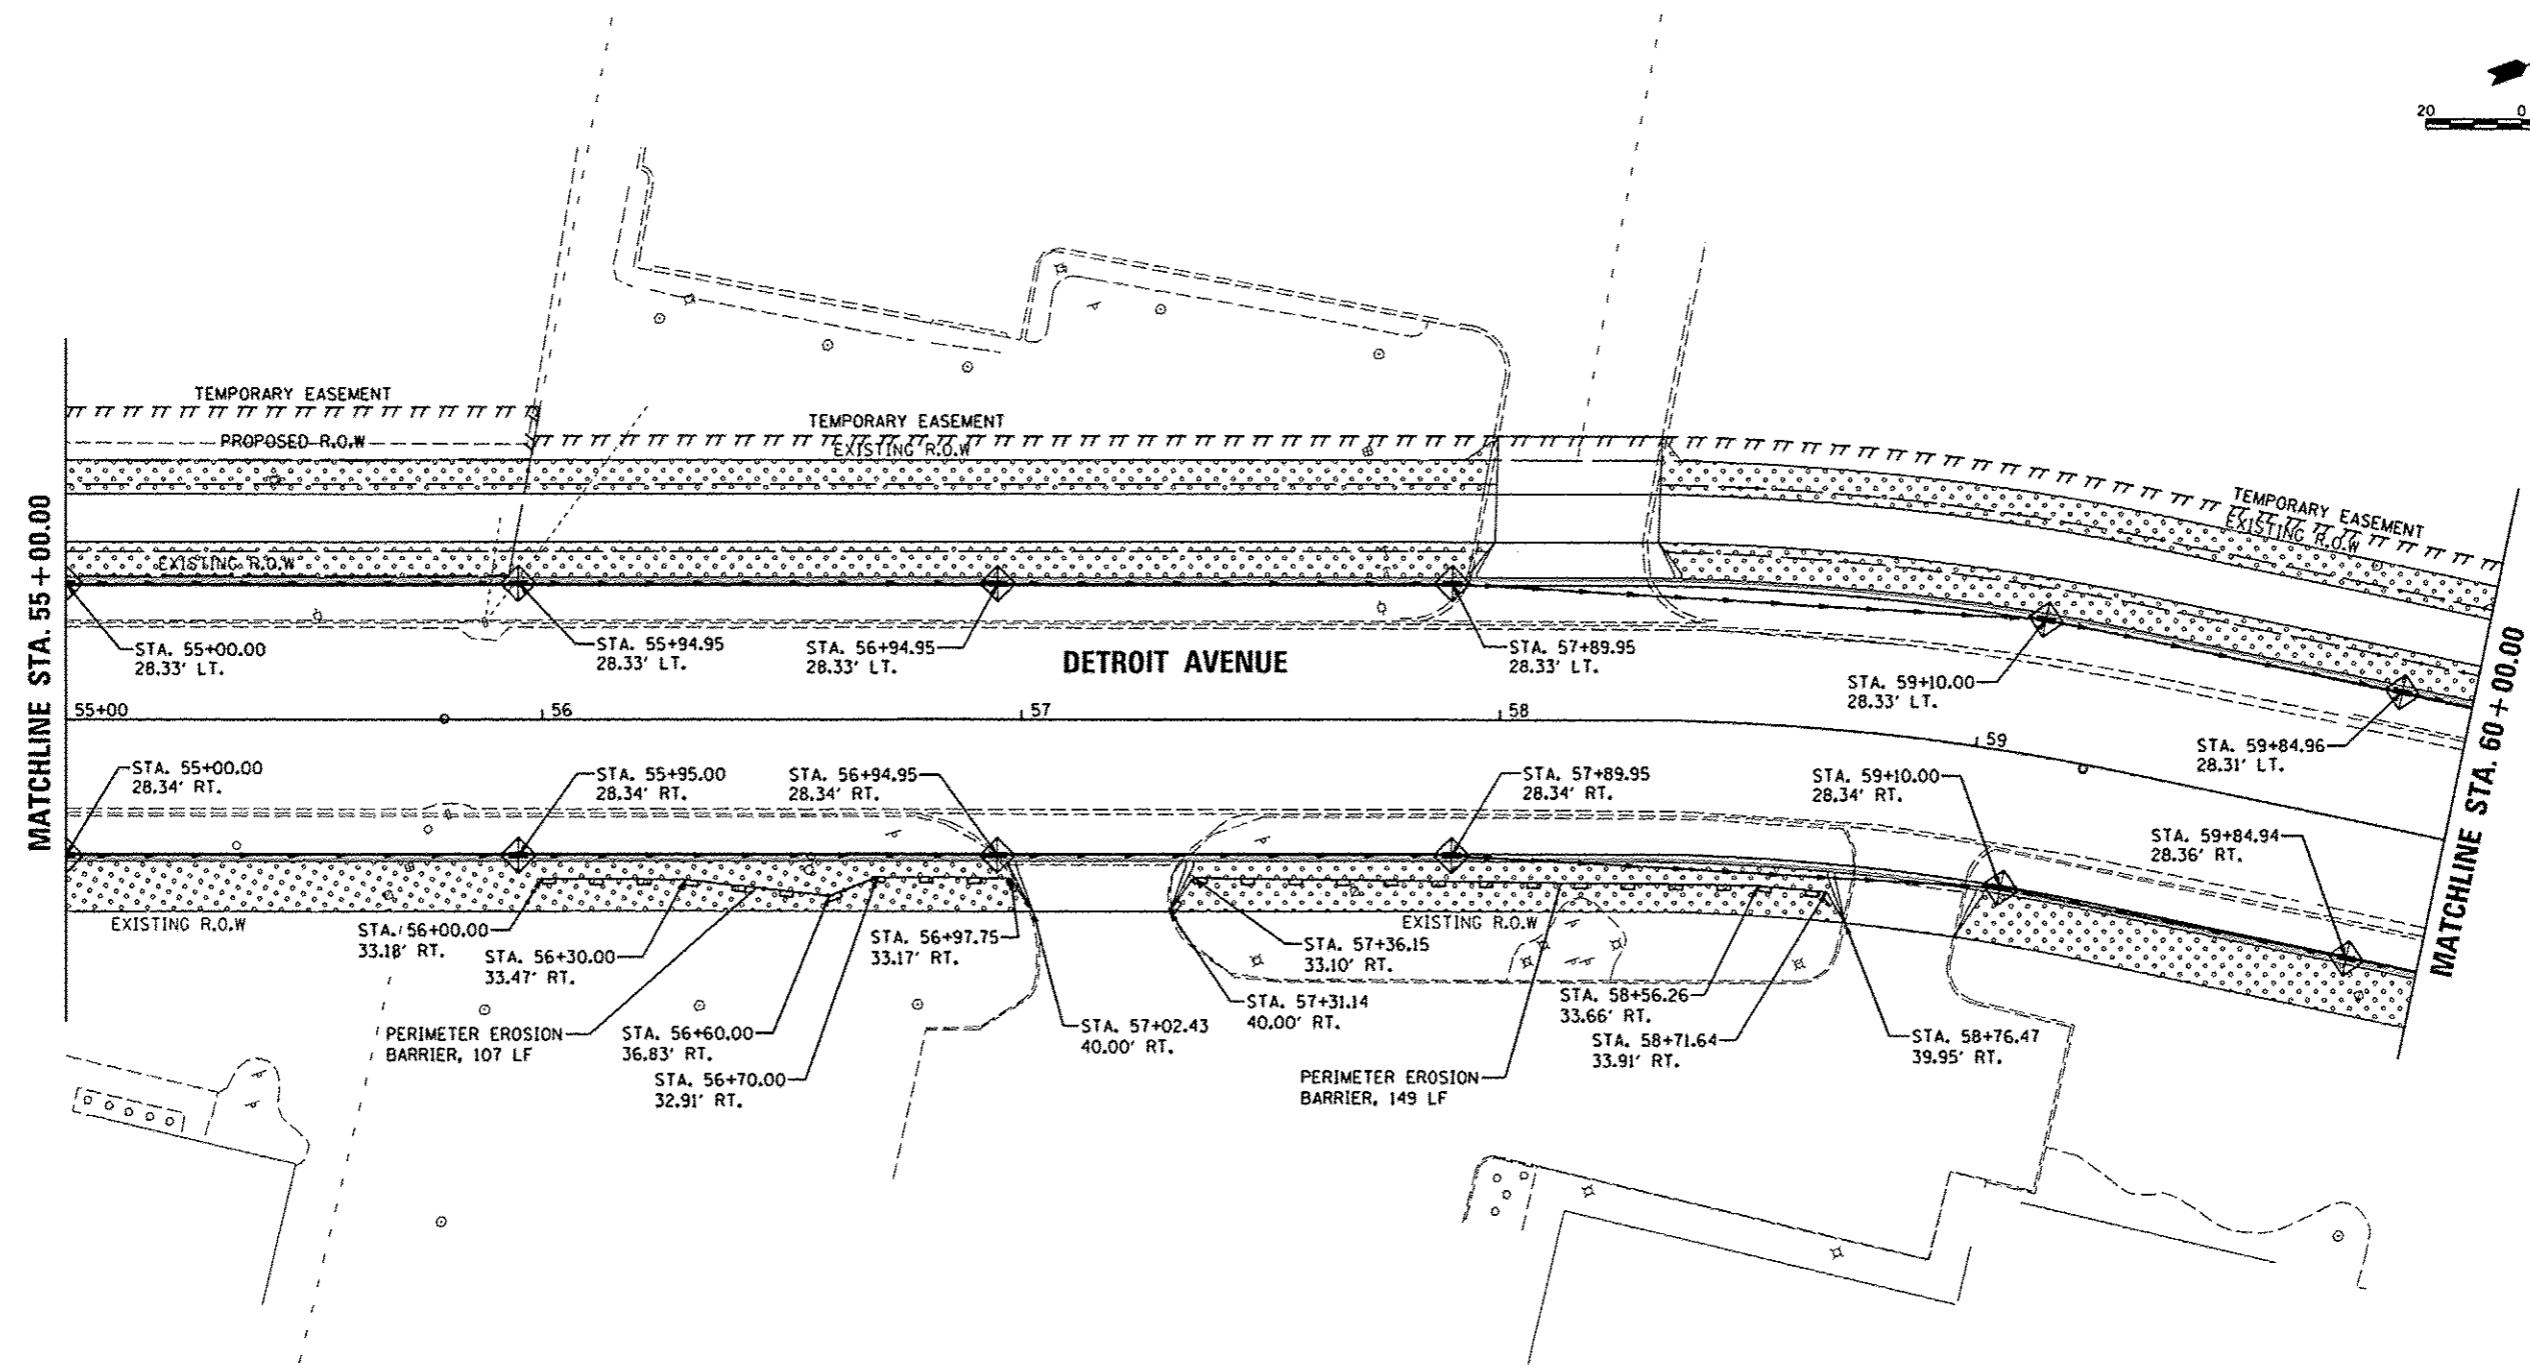 20 0
TEMPORARY EASEMENT
PROPOSED R.O.W
TEMPORARY EASEMENT
EXISTING R.O.W
TEMPORARY EASEMENT
EXISTING R.O.W
EXISTING R.O.W
MATCHLINE STA. 55+00.00
STA. 55+00.00
28.33' LT.
STA. 55+94.95
28.33' LT.
STA. 56+94.95
28.33' LT.
DETROIT AVENUE
STA. 57+89.95
28.33' LT.
STA. 59+10.00
28.33' LT.
STA. 59+84.96
28.31' LT.
MATCHLINE STA. 60+00.00
55+00
56
57
58
59
STA. 55+00.00
28.34' RT.
STA. 55+95.00
28.34' RT.
STA. 56+94.95
28.34' RT.
STA. 57+89.95
28.34' RT.
STA. 59+10.00
28.34' RT.
STA. 59+84.94
28.36' RT.
EXISTING R.O.W
EXISTING R.O.W
STA. 56+00.00
33.18' RT.
STA. 56+30.00
33.47' RT.
STA. 56+97.75
33.17' RT.
STA. 57+36.15
33.10' RT.
STA. 57+31.14
40.00' RT.
STA. 58+56.26
33.66' RT.
PERIMETER EROSION
BARRIER, 107 LF
STA. 56+60.00
36.83' RT.
STA. 57+02.43
40.00' RT.
STA. 58+71.64
33.91' RT.
STA. 58+76.47
39.95' RT.
STA. 56+70.00
32.91' RT.
PERIMETER EROSION
BARRIER, 149 LF